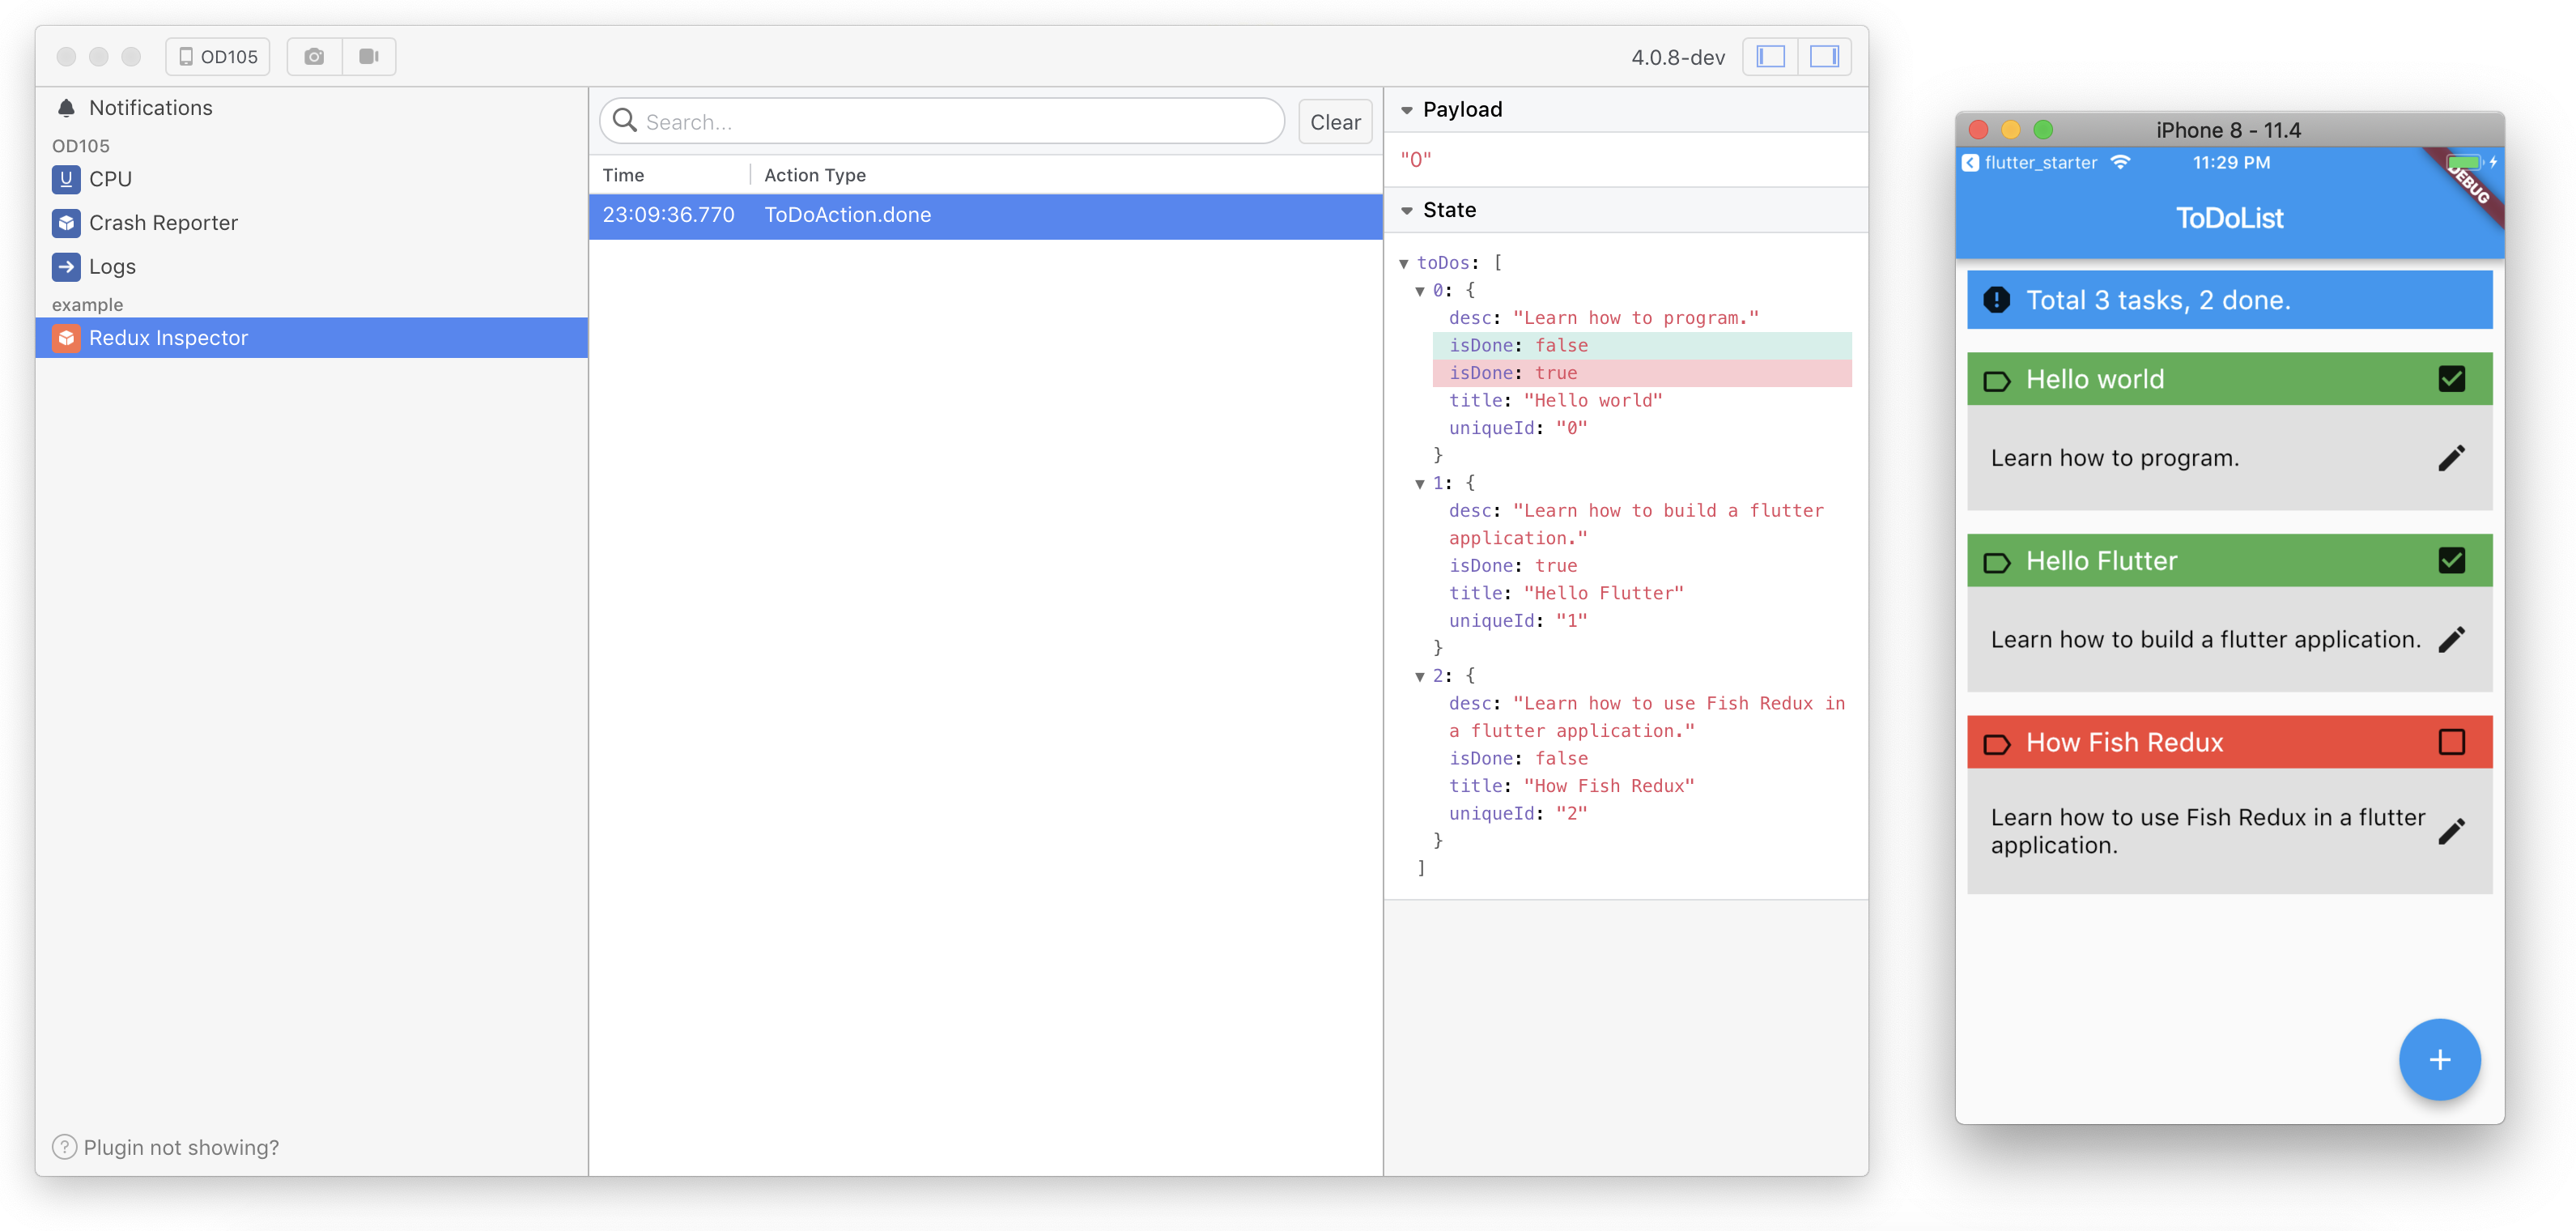 OD105
4.0.8-dev
Notifications
OD105
CPU
Crash Reporter
Logs
example
Redux Inspector
Plugin not showing?
Search...
Clear
Time
Action Type
23:09:36.770
ToDoAction.done
Payload
"0"
State
toDos: [
0: {
desc: "Learn how to program."
isDone: false
isDone: true
title: "Hello world"
uniqueId: "0"
}
1: {
desc: "Learn how to build a flutter
application."
isDone: true
title: "Hello Flutter"
uniqueId: "1"
}
2: {
desc: "Learn how to use Fish Redux in
a flutter application."
isDone: false
title: "How Fish Redux"
uniqueId: "2"
}
]
iPhone 8 - 11.4
flutter_starter
11:29 PM
DEBUG
ToDoList
Total 3 tasks, 2 done.
Hello world
Learn how to program.
Hello Flutter
Learn how to build a flutter application.
How Fish Redux
Learn how to use Fish Redux in a flutter
application.